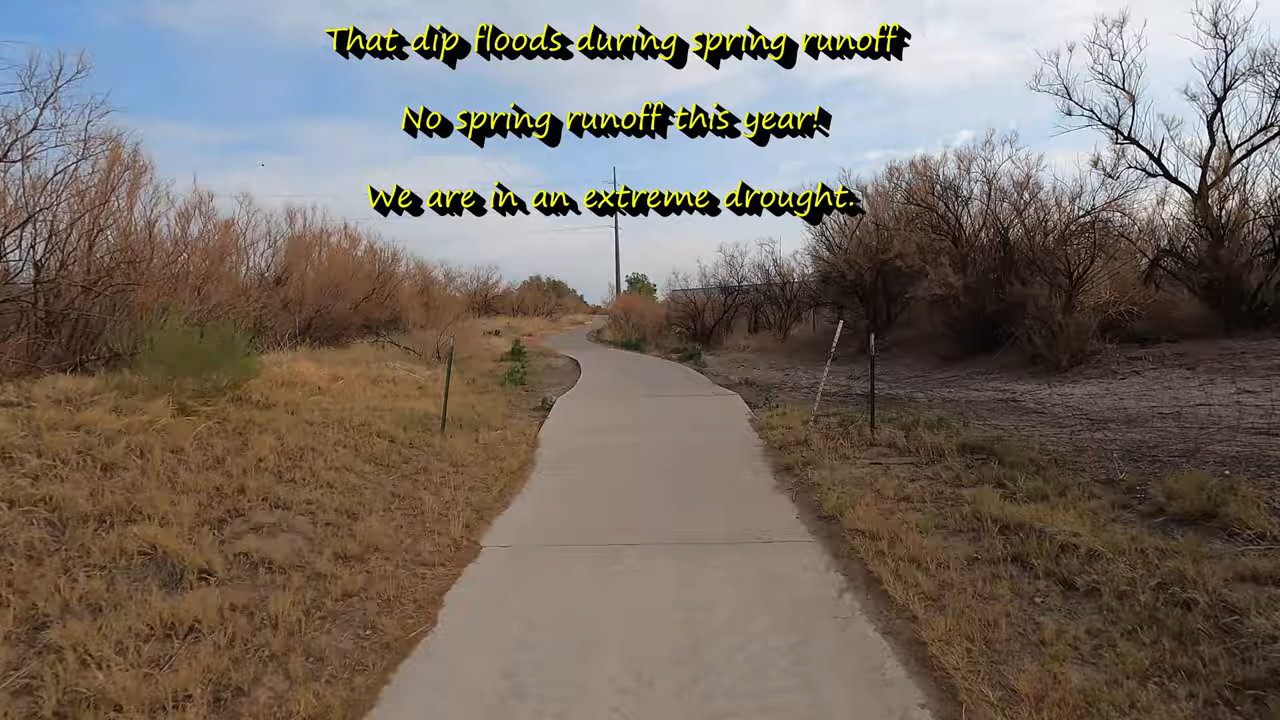 That dip floods during spring runoff
No spring runoff this year!
We are in an extreme drought.